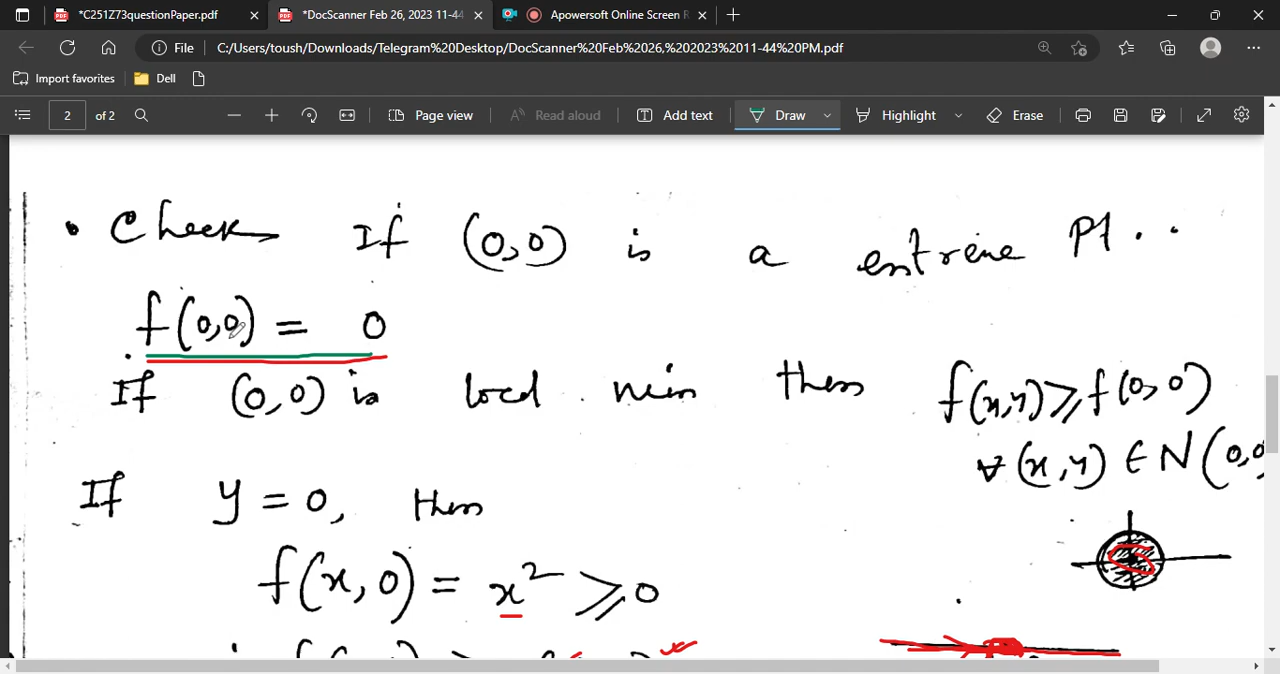 *C251Z73questionPaper.pdf
*DocScanner Feb 26, 2023 11-44
Apowersoft Online Screen R
File
C:/Users/toush/Downloads/Telegram%20Desktop/DocScanner%20Feb%2026,%202023%2011-44%20PM.pdf
Import favorites
Dell
2
of 2
Page view
Read aloud
Add text
Draw
Highlight
Erase
• Check If (0,0) is a extreme Pt...
f(0,0) = 0
If (0,0) is local min then f(x,y) ⩾ f(0,0)
∀ (x,y) ∈ N(0,0
If y = 0, then
f(x,0) = x² ⩾ 0